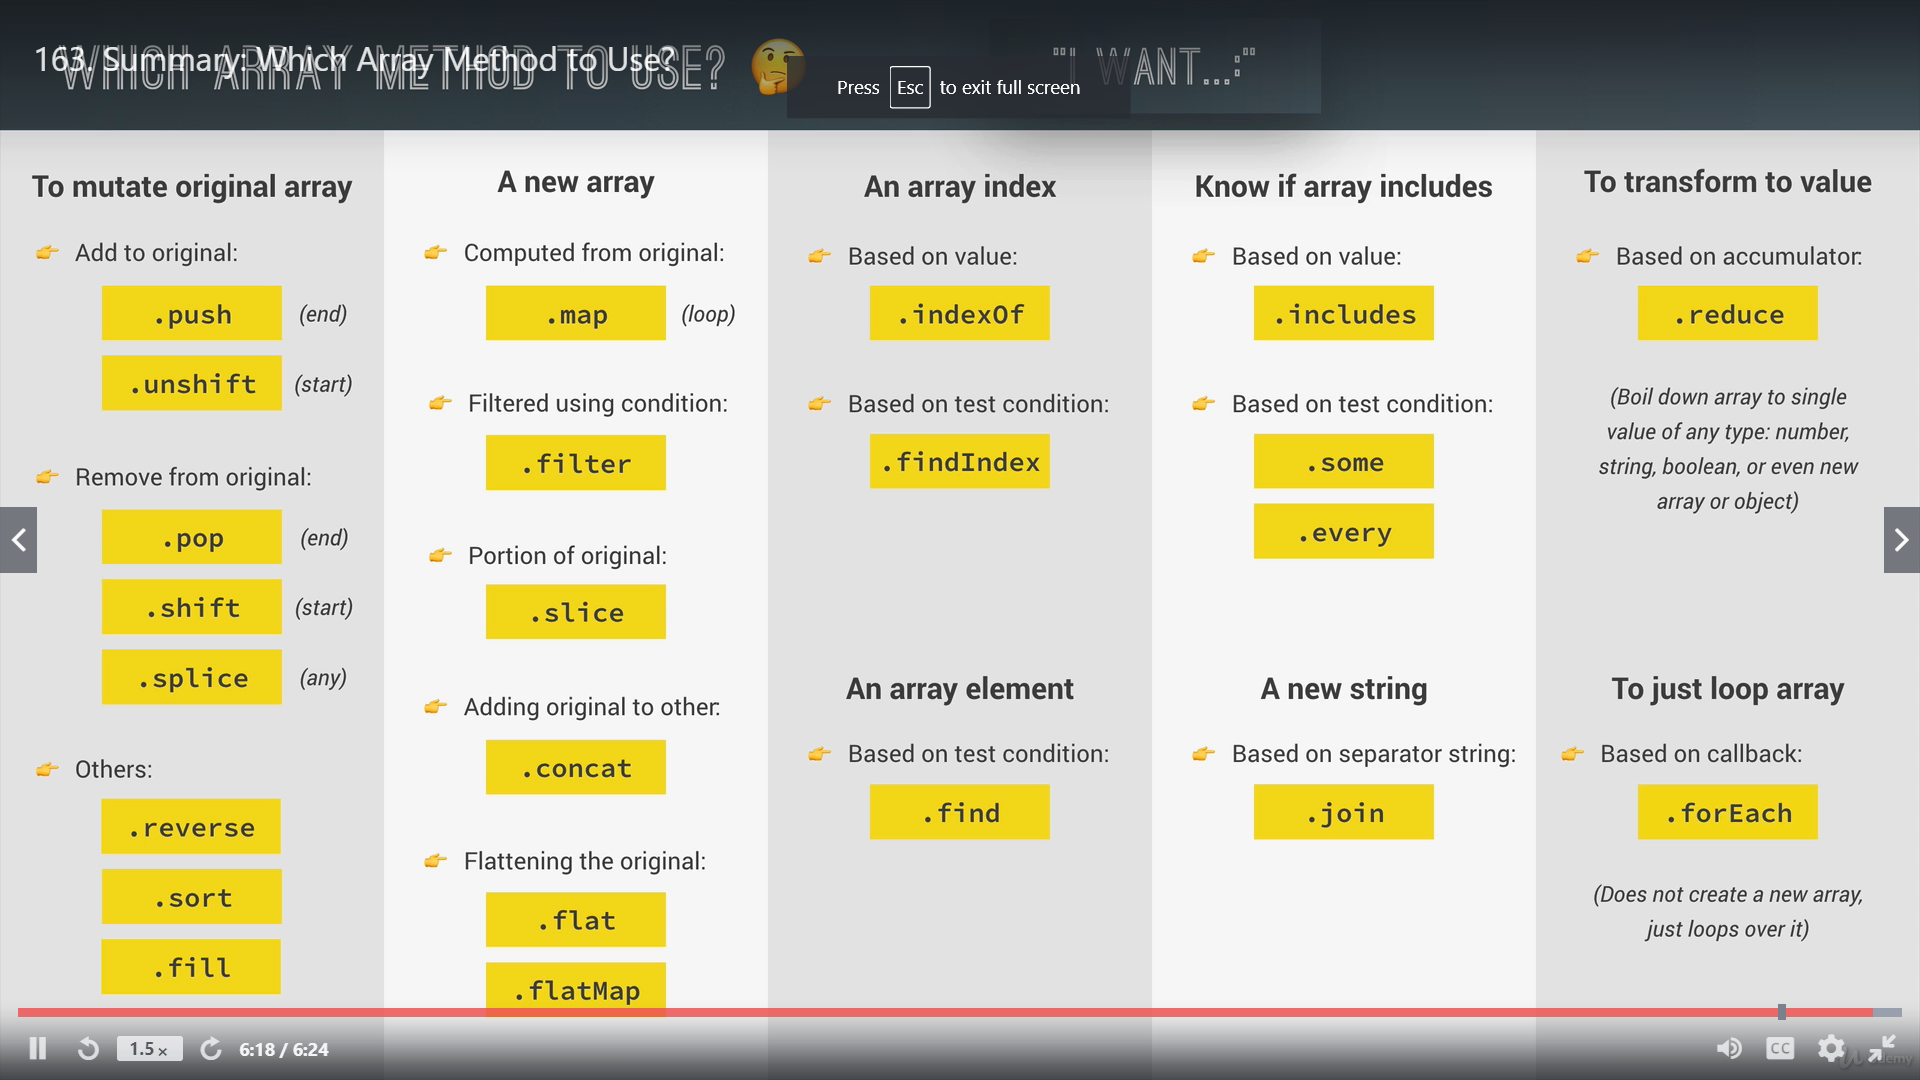 163. Summary: Which Array Method to Use?
WHICH ARRAY METHOD TO USE?
"I WANT...:"
Press Esc to exit full screen
To mutate original array
Add to original:
.push (end)
.unshift (start)
Remove from original:
.pop (end)
.shift (start)
.splice (any)
Others:
.reverse
.sort
.fill
A new array
Computed from original:
.map (loop)
Filtered using condition:
.filter
Portion of original:
.slice
Adding original to other:
.concat
Flattening the original:
.flat
.flatMap
An array index
Based on value:
.indexOf
Based on test condition:
.findIndex
An array element
Based on test condition:
.find
Know if array includes
Based on value:
.includes
Based on test condition:
.some
.every
A new string
Based on separator string:
.join
To transform to value
Based on accumulator:
.reduce
(Boil down array to single
value of any type: number,
string, boolean, or even new
array or object)
To just loop array
Based on callback:
.forEach
(Does not create a new array,
just loops over it)
1.5 x
6:18 / 6:24
CC
Udemy